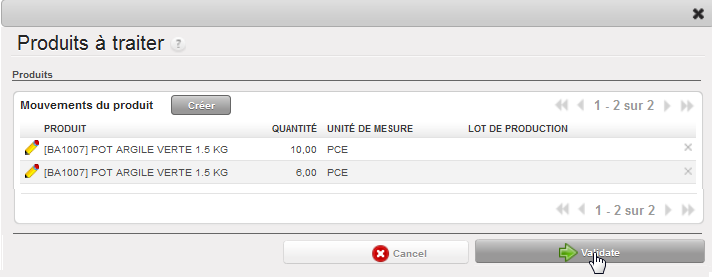 Produits à traiter ?
Produits
Mouvements du produit Créer 1 - 2 sur 2
PRODUIT QUANTITÉ UNITÉ DE MESURE LOT DE PRODUCTION
[BA1007] POT ARGILE VERTE 1.5 KG 10,00 PCE
[BA1007] POT ARGILE VERTE 1.5 KG 6,00 PCE
1 - 2 sur 2
Cancel Validate